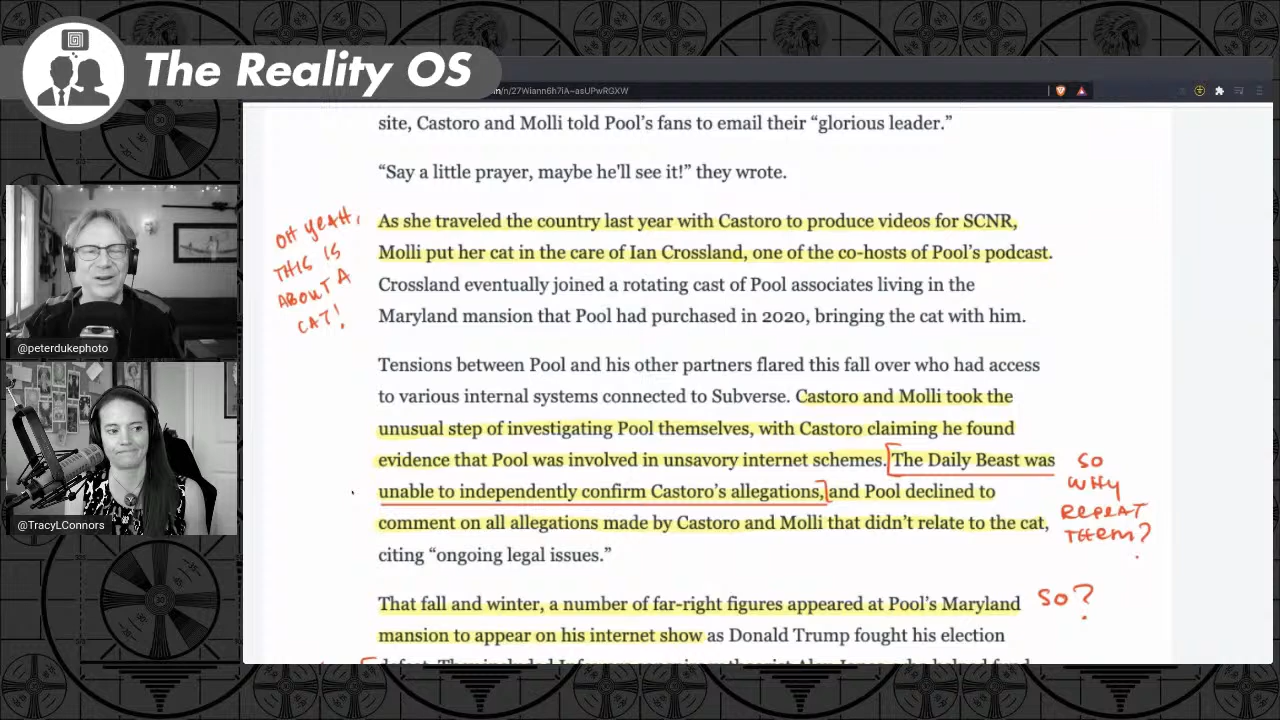 The Reality OS
n/n/27Wiann6h7iA-asUPwRGXW
site, Castoro and Molli told Pool’s fans to email their “glorious leader.”
“Say a little prayer, maybe he'll see it!” they wrote.
OH YEAH,
THIS IS
ABOUT A
CAT!
As she traveled the country last year with Castoro to produce videos for SCNR,
Molli put her cat in the care of Ian Crossland, one of the co-hosts of Pool’s podcast.
Crossland eventually joined a rotating cast of Pool associates living in the
Maryland mansion that Pool had purchased in 2020, bringing the cat with him.
@peterdukephoto
Tensions between Pool and his other partners flared this fall over who had access
to various internal systems connected to Subverse. Castoro and Molli took the
unusual step of investigating Pool themselves, with Castoro claiming he found
evidence that Pool was involved in unsavory internet schemes. The Daily Beast was
unable to independently confirm Castoro’s allegations, and Pool declined to
comment on all allegations made by Castoro and Molli that didn’t relate to the cat,
citing “ongoing legal issues.”
SO
WHY
REPEAT
THEM?
@TracyLConnors
That fall and winter, a number of far-right figures appeared at Pool’s Maryland
mansion to appear on his internet show as Donald Trump fought his election
SO?